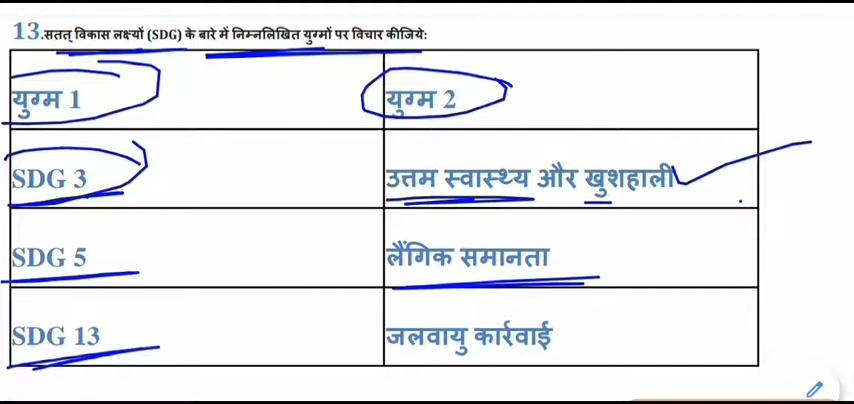 13.सतत् विकास लक्ष्यों (SDG) के बारे में निम्नलिखित युग्मों पर विचार कीजिये:
युग्म 1 युग्म 2
SDG 3 उत्तम स्वास्थ्य और खुशहाली
SDG 5 लैंगिक समानता
SDG 13 जलवायु कार्रवाई